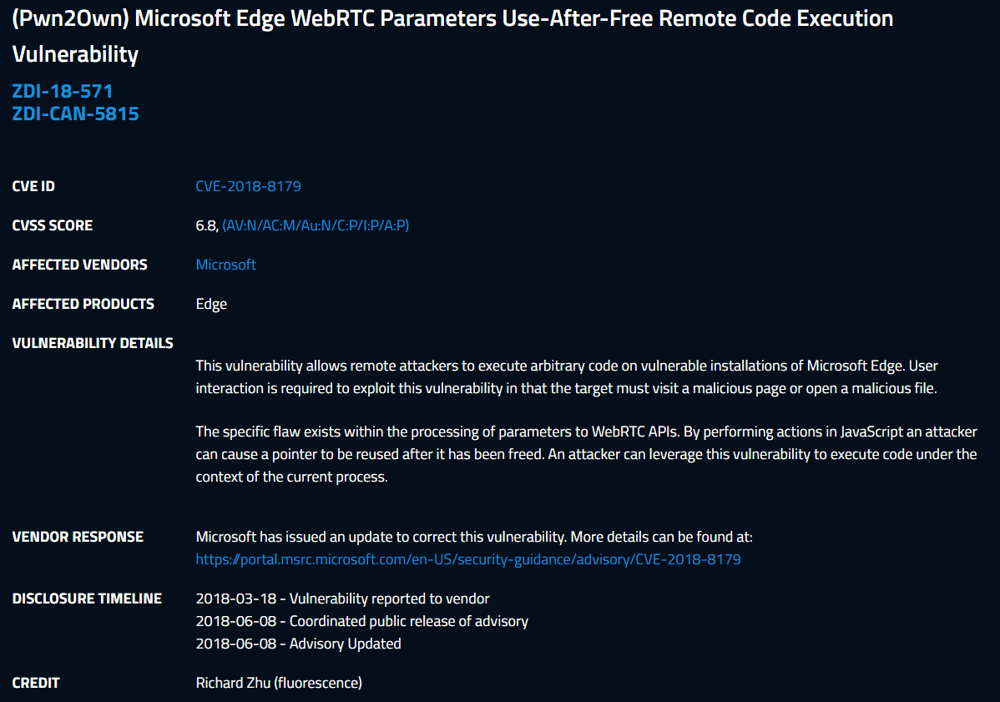 (Pwn2Own) Microsoft Edge WebRTC Parameters Use-After-Free Remote Code Execution
Vulnerability
ZDI-18-571
ZDI-CAN-5815
CVE ID CVE-2018-8179
CVSS SCORE 6.8, (AV:N/AC:M/Au:N/C:P/I:P/A:P)
AFFECTED VENDORS Microsoft
AFFECTED PRODUCTS Edge
VULNERABILITY DETAILS
This vulnerability allows remote attackers to execute arbitrary code on vulnerable installations of Microsoft Edge. User
interaction is required to exploit this vulnerability in that the target must visit a malicious page or open a malicious file.
The specific flaw exists within the processing of parameters to WebRTC APIs. By performing actions in JavaScript an attacker
can cause a pointer to be reused after it has been freed. An attacker can leverage this vulnerability to execute code under the
context of the current process.
VENDOR RESPONSE Microsoft has issued an update to correct this vulnerability. More details can be found at:
https://portal.msrc.microsoft.com/en-US/security-guidance/advisory/CVE-2018-8179
DISCLOSURE TIMELINE 2018-03-18 - Vulnerability reported to vendor
2018-06-08 - Coordinated public release of advisory
2018-06-08 - Advisory Updated
CREDIT Richard Zhu (fluorescence)